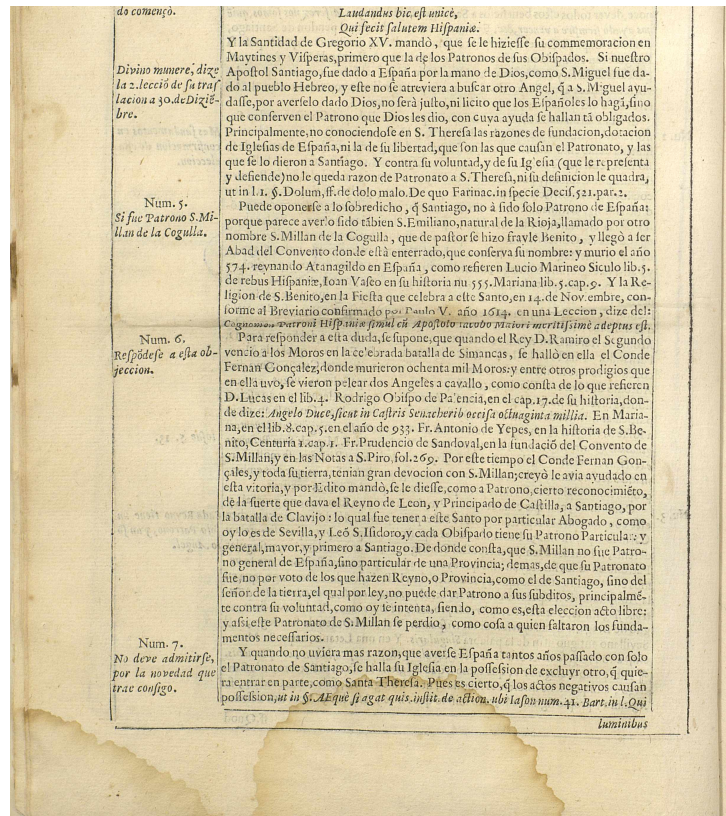 do començò.
Laudandus hic est unicè,
Qui fecit salutem Hispaniæ.
Y la Santidad de Gregorio XV. mandò, que se le hiziesse su commemoracion en
Maytines y Visperas, primero que la de los Patronos de sus Obispados. Si nuestro
Divino munere, dize
la 2. lecciō de su tras
lacion a 30. de Diziē-
bre.
Apostol Santiago, fue dado a España por la mano de Dios, como S. Miguel fue da-
do al pueblo Hebreo, y este no se atreviera a buscar otro Angel, q̄ a S. Miguel ayu-
dasse, por averselo dado Dios, no serà justo, ni licito que los Españoles lo hagā, sino
que conserven el Patrono que Dios les dio, con cuya ayuda se hallan tā obligados.
Principalmente, no conociendose en S. Theresa las razones de fundacion, dotacion
de Iglesias de España, ni la de su libertad, que son las que causan el Patronato, y las
que se lo dieron a Santiago. Y contra su voluntad, y de su Iglesia (que le representa
y defiende) no le queda razon de Patronato a S. Theresa, ni su definicion le quadra,
ut in l. 1. §. Dolum, ff. de dolo malo. De quo Farinac. in specie Decis. 521. par. 2.
Num. 5.
Si fue Patrono S. Mi-
llan de la Cogulla.
Puede oponerse a lo sobredicho, q̄ Santiago, no à sido solo Patrono de España:
porque parece averlo sido tābien S. Emiliano, natural de la Rioja, llamado por otro
nombre S. Millan de la Cogulla, que de pastor se hizo frayle Benito, y llegò a ser
Abad del Convento donde està enterrado, que conserva su nombre: y murio el año
574. reynando Atanagildo en España, como refieren Lucio Marineo Siculo lib. 5.
de rebus Hispaniæ, Ioan Vaseo en su historia nu 555. Mariana lib. 5. cap. 9. Y la Re-
ligion de S. Benito, en la Fiesta que celebra a este Santo, en 14. de Noviembre, con-
forme al Breviario confirmado por Paulo V. año 1614. en una Leccion, dize del:
Cognomen Patroni Hispaniæ simul cū Apostolo Iacobo Maiori meritissimè adeptus est.
Num. 6.
Respōdese a esta ob-
jeccion.
Para responder a esta duda, se supone, que quando el Rey D. Ramiro el Segundo
vencio a los Moros en la celebrada batalla de Simancas, se hallò en ella el Conde
Fernan Gonçalez; donde murieron ochenta mil Moros: y entre otros prodigios que
en ella uvo, se vieron pelear dos Angeles a cavallo, como consta de lo que refieren
D. Lucas en el lib. 4. Rodrigo Obispo de Palencia, en el cap. 17. de su historia, don-
de dize: Angelo Duce, sicut in Castris Senacherib occisa octuaginta millia. En Maria-
na, en el lib. 8. cap. 5. en el año de 933. Fr. Antonio de Yepes, en la historia de S. Be-
nito, Centuria 1. cap. 1. Fr. Prudencio de Sandoval, en la fundaciō del Convento de
S. Millan; y en las Notas a S. Piro, fol. 269. Por este tiempo el Conde Fernan Gon-
çales, y toda su tierra, tenian gran devocion con S. Millan; creyò le avia ayudado en
esta vitoria, y por Edito mandò, se le diesse, como a Patrono, cierto reconocimiēto,
de la suerte que dava el Reyno de Leon, y Principado de Castilla, a Santiago, por
la batalla de Clavijo: lo qual fue tener a este Santo por particular Abogado, como
oy lo es de Sevilla, y Leō S. Isidoro, y cada Obispado tiene su Patrono Particular: y
general, mayor, y primero a Santiago. De donde consta, que S. Millan no fue Patro-
no general de España, sino particular de una Provincia; demas, de que su Patronato
fue, no por voto de los que hazen Reyno, o Provincia, como el de Santiago, sino del
señor de la tierra, el qual por ley, no puede dar Patrono a sus subditos, principalmē-
te contra su voluntad, como oy se intenta, siendo, como es, esta eleccion acto libre:
y assi este Patronato de S. Millan se perdio, como cosa a quien faltaron los funda-
mentos necessarios.
Num. 7.
No deve admitirse,
por la novedad que
trae consigo.
Y quando no uviera mas razon, que averse España tantos años passado con solo
el Patronato de Santiago, se halla su Iglesia en la possession de excluyr otro, q̄ quie-
ra entrar en parte, como Santa Theresa. Pues es cierto, q̄ los actos negativos causan
possession, ut in §. AEquè si agat quis, instit. de action. ubi Iason num. 41. Bart. in l. Qui
luminibus